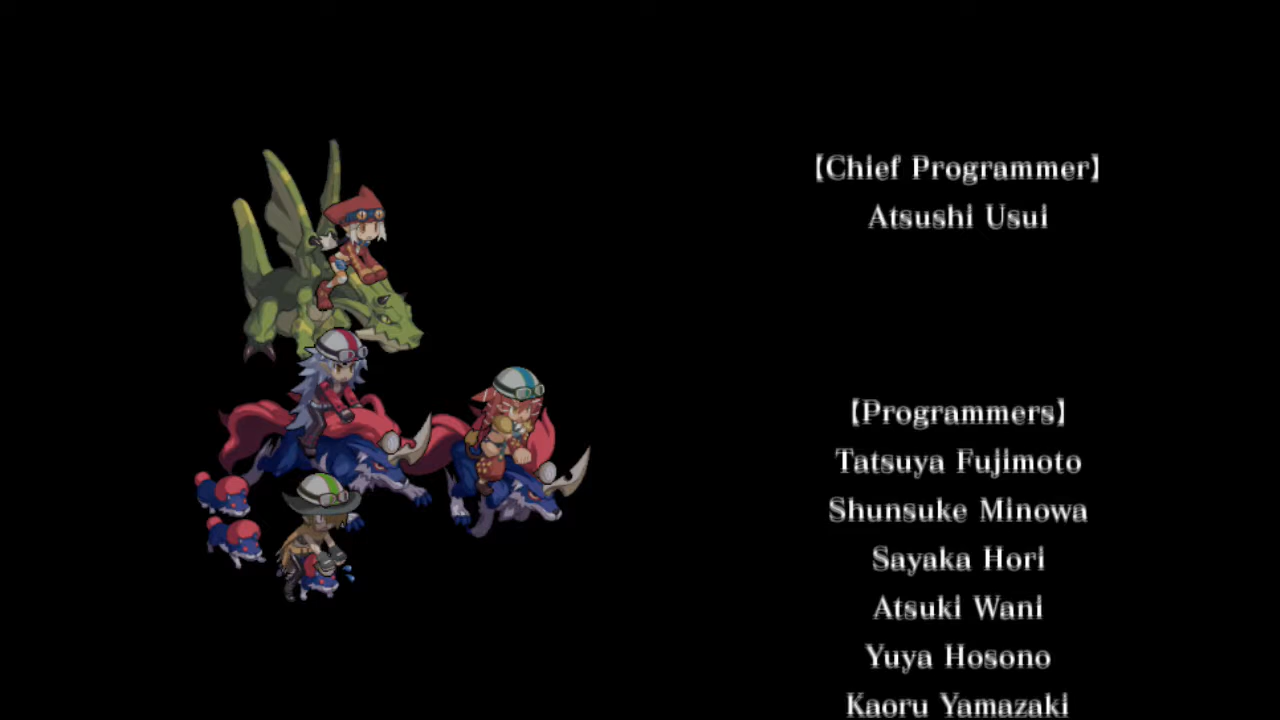 【Chief Programmer】
Atsushi Usui
【Programmers】
Tatsuya Fujimoto
Shunsuke Minowa
Sayaka Hori
Atsuki Wani
Yuya Hosono
Kaoru Yamazaki